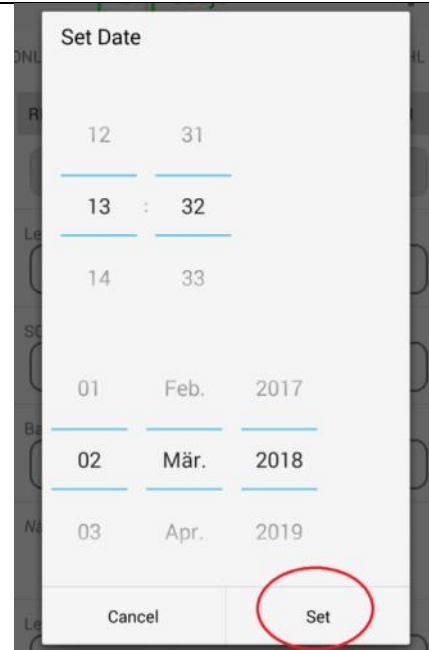 Set Date
12 31
13 : 32
14 33
01 Feb. 2017
02 Mär. 2018
03 Apr. 2019
Cancel Set